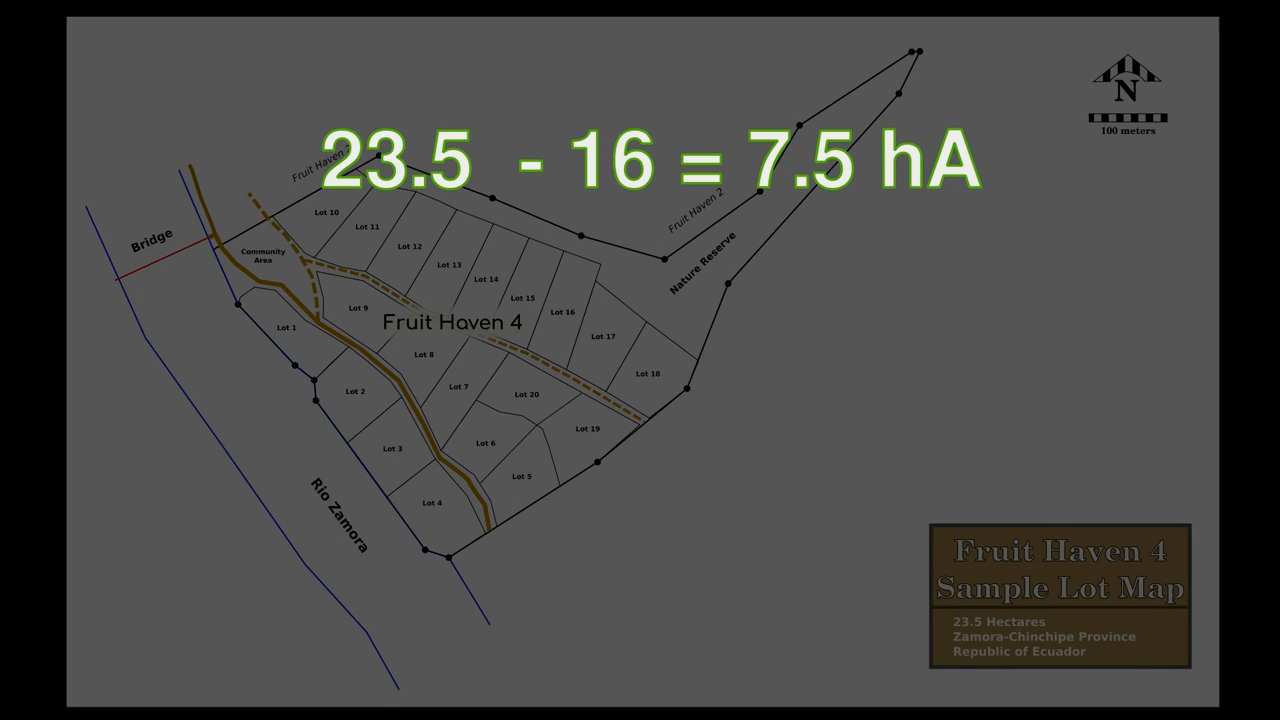 23.5 - 16 = 7.5 hA
N
100 meters
Fruit Haven 2
Fruit Haven 2
Nature Reserve
Bridge
Community
Area
Lot 10
Lot 11
Lot 12
Lot 13
Lot 14
Lot 15
Lot 16
Lot 17
Lot 18
Lot 9
Fruit Haven 4
Lot 1
Lot 8
Lot 2
Lot 7
Lot 20
Lot 19
Lot 3
Lot 6
Lot 5
Lot 4
Rio Zamora
Fruit Haven 4
Sample Lot Map
23.5 Hectares
Zamora-Chinchipe Province
Republic of Ecuador